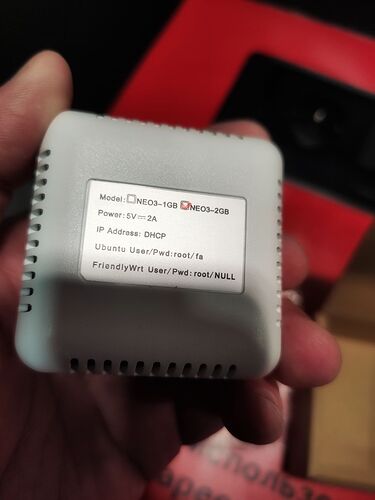 Model: ☐NEO3-1GB ☑NEO3-2GB
Power: 5V⎓2A
IP Address: DHCP
Ubuntu User/Pwd:root/fa
FriendlyWrt User/Pwd:root/NULL